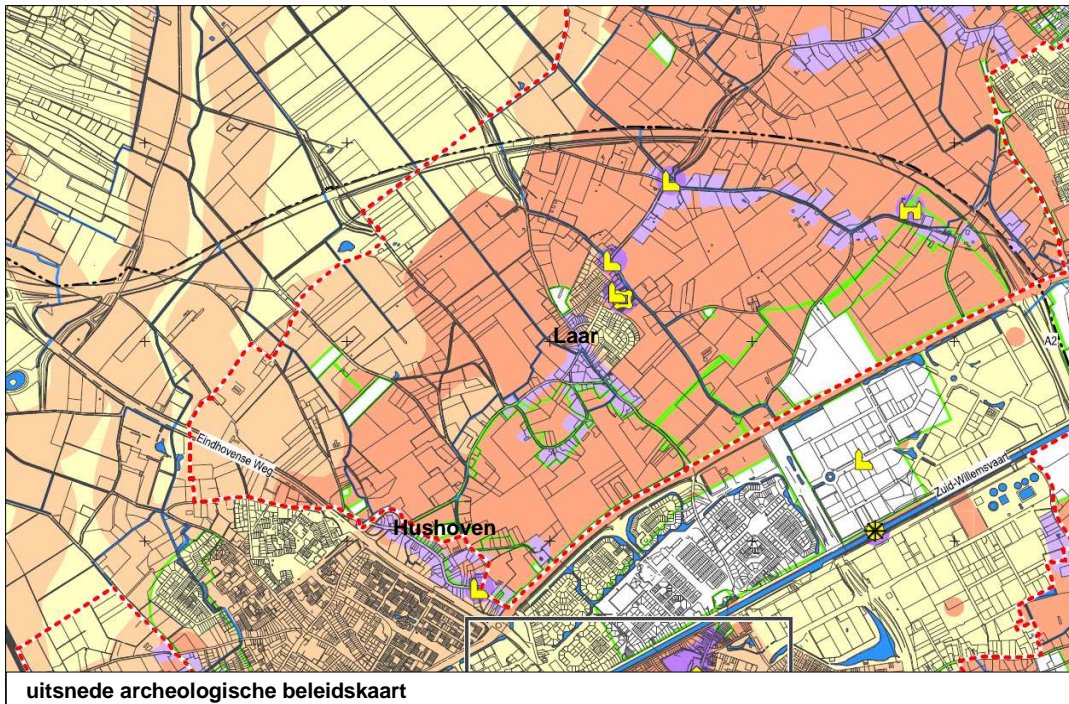 A2
Laar
Eindhovense Weg
Zuid-Willemsvaart
Hushoven
uitsnede archeologische beleidskaart